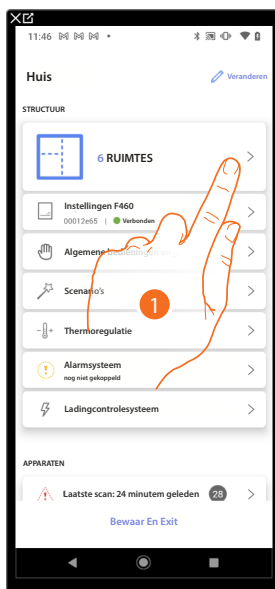 11:46
Huis
Veranderen
STRUCTUUR
6 RUIMTES
Instellingen F460
00012e65 | Verbonden
Algemene bedieningen
Scenario's
1
Thermoregulatie
Alarmsysteem
nog niet gekoppeld
Ladingcontrolesysteem
APPARATEN
Laatste scan: 24 minutem geleden 28
Bewaar En Exit